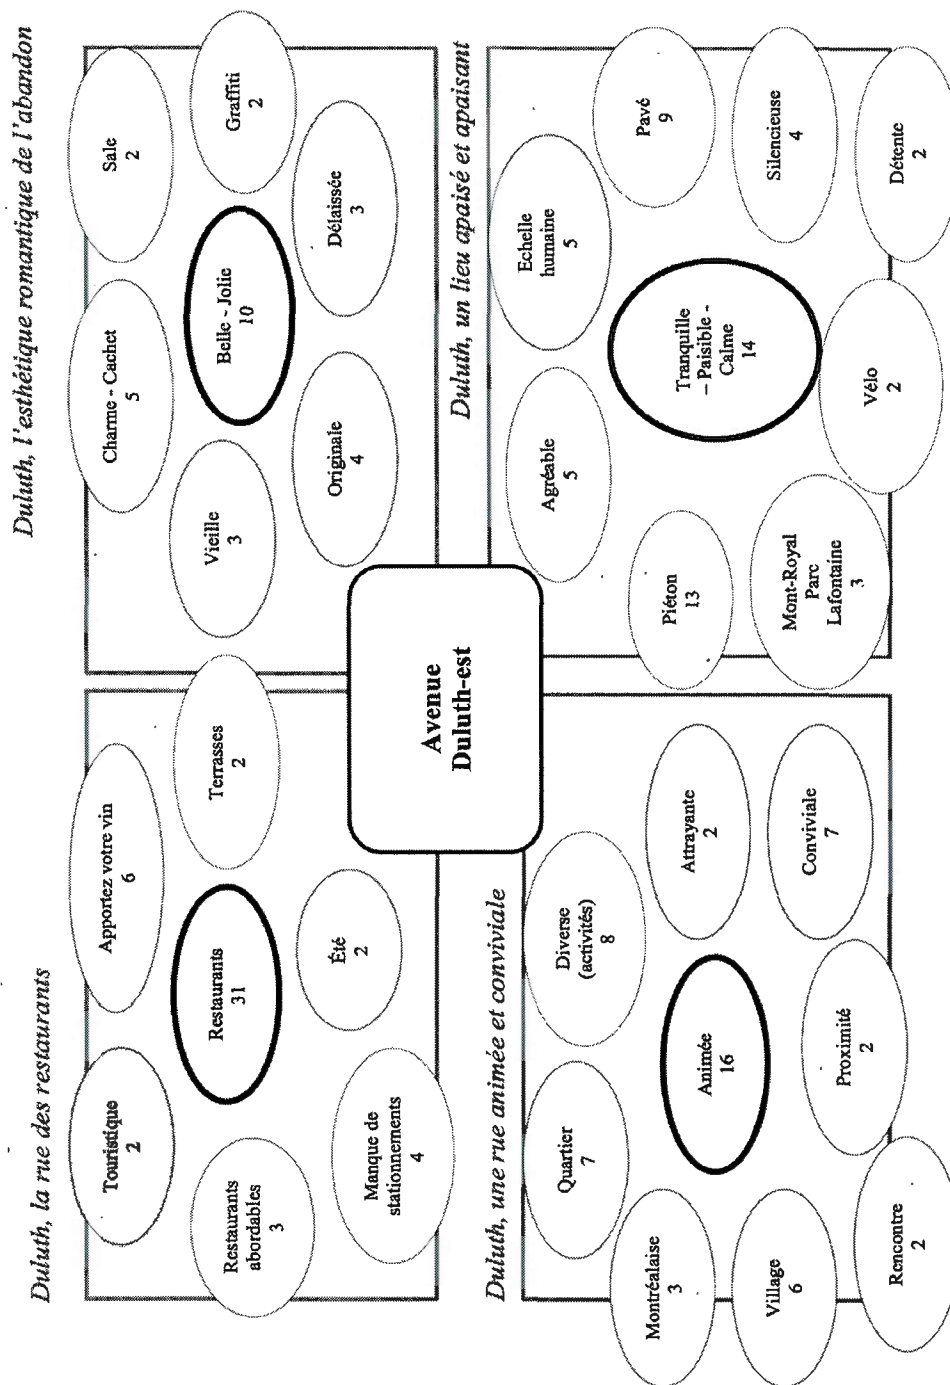 Duluth, la rue des restaurants
Touristique
2
Apportez votre vin
6
Restaurants
abordables
3
Restaurants
31
Terrasses
2
Manque de
stationnements
4
Été
2
Duluth, l'esthétique romantique de l'abandon
Charme - Cachet
5
Sale
2
Vieille
3
Belle - Jolie
10
Graffiti
2
Originale
4
Délaissée
3
Avenue
Duluth-est
Duluth, une rue animée et conviviale
Quartier
7
Diverse
(activités)
8
Montréalaise
3
Animée
16
Attrayante
2
Village
6
Proximité
2
Conviviale
7
Rencontre
2
Duluth, un lieu apaisé et apaisant
Agréable
5
Echelle
humaine
5
Piéton
13
Tranquille
– Paisible -
Calme
14
Pavé
9
Mont-Royal
Parc
Lafontaine
3
Silencieuse
4
Vélo
2
Détente
2